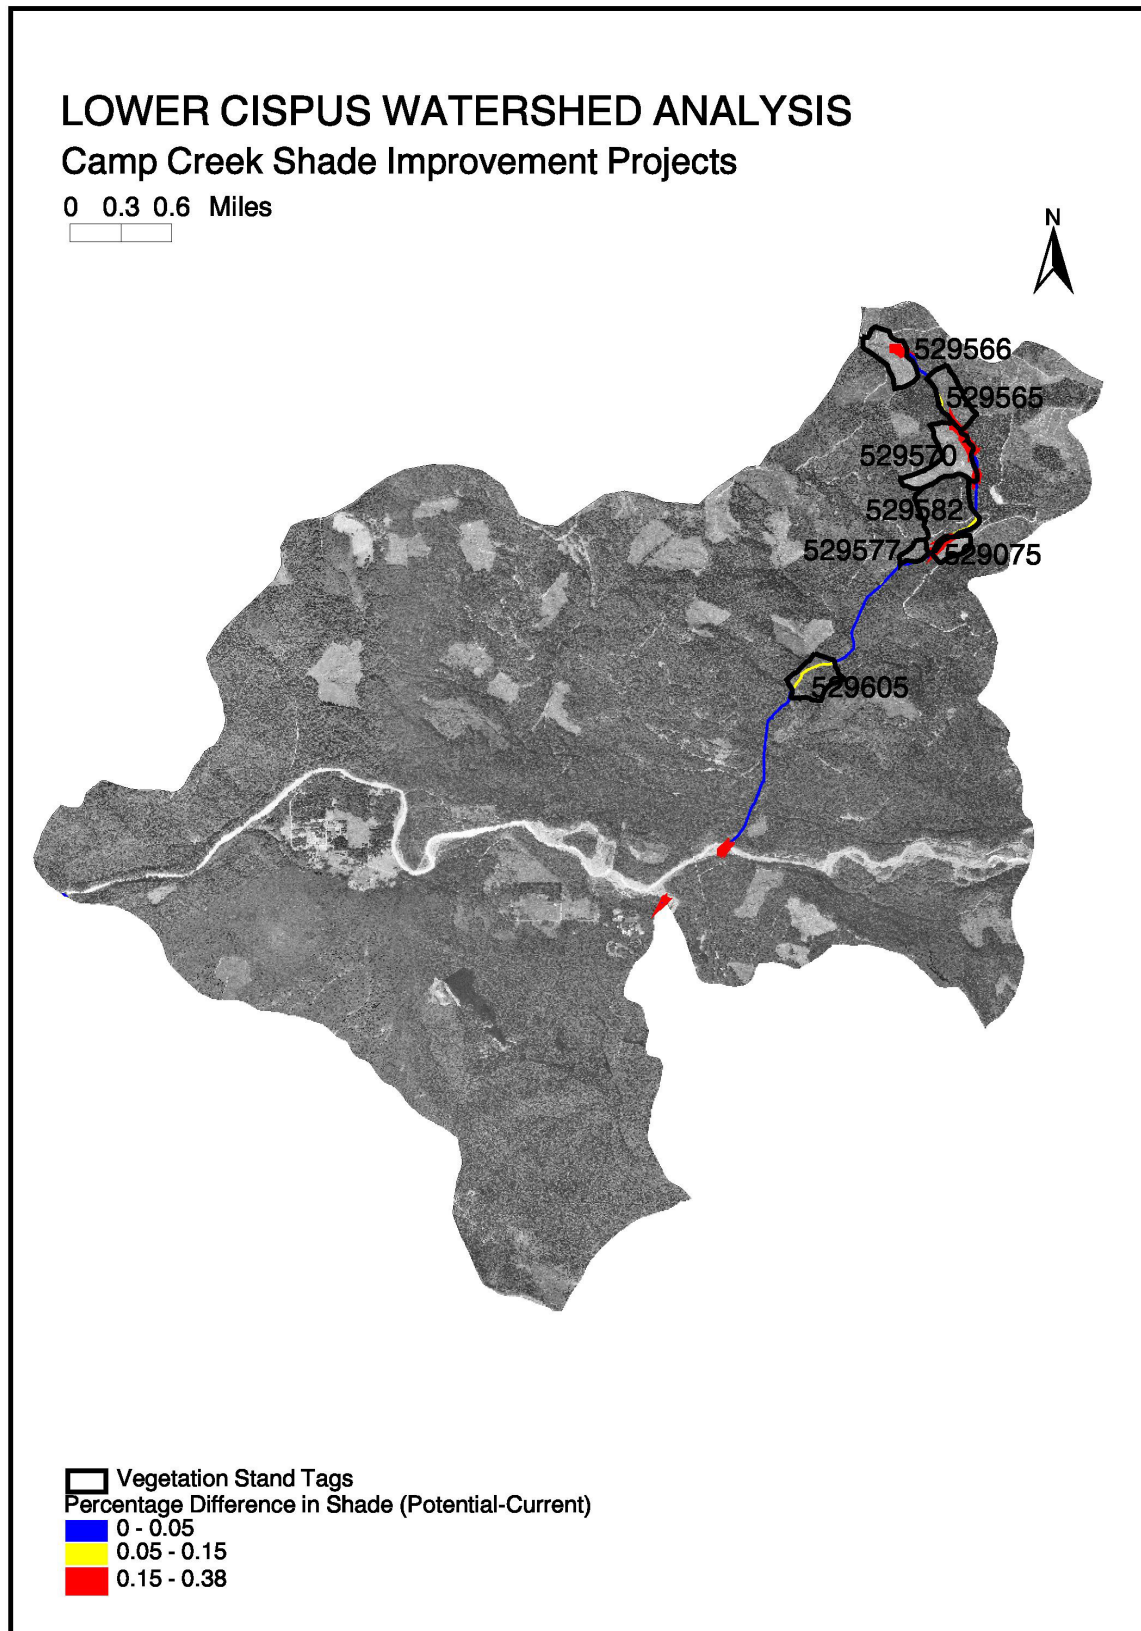 LOWER CISPUS WATERSHED ANALYSIS
Camp Creek Shade Improvement Projects
0 0.3 0.6 Miles
N
529566
529565
529570
529582
529577 529075
529605
Vegetation Stand Tags
Percentage Difference in Shade (Potential-Current)
0 - 0.05
0.05 - 0.15
0.15 - 0.38